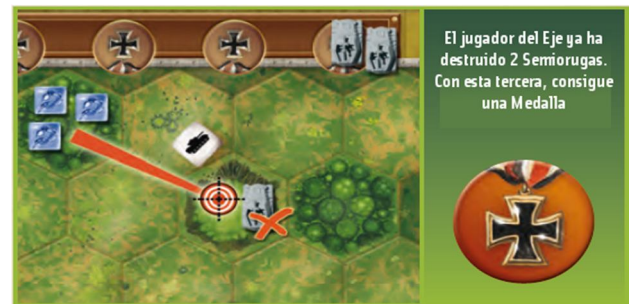 El jugador del Eje ya ha
destruido 2 Semiorugas.
Con esta tercera, consigue
una Medalla